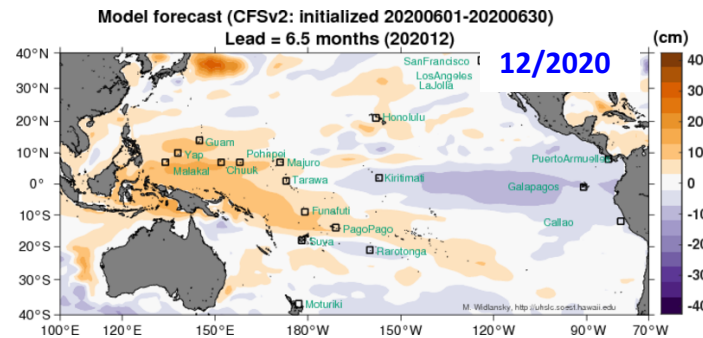 Model forecast (CFSv2: initialized 20200601-20200630)
Lead = 6.5 months (202012)
(cm)
12/2020
40°N
30°N
20°N
10°N
0°
10°S
20°S
30°S
40°S
SanFrancisco
LosAngeles
LaJolla
Honolulu
Guam
Yap
Pohnpei
Malakal
Chuuk
Majuro
Tarawa
Kiritimati
PuertoArmuelles
Galapagos
Funafuti
PagoPago
Callao
Suva
Rarotonga
Moturiki
M. Widlansky, http://uhslc.soest.hawaii.edu
100°E 120°E 150°E 180°W 150°W 120°W 90°W 70°W
40
30
20
10
0
-10
-20
-30
-40